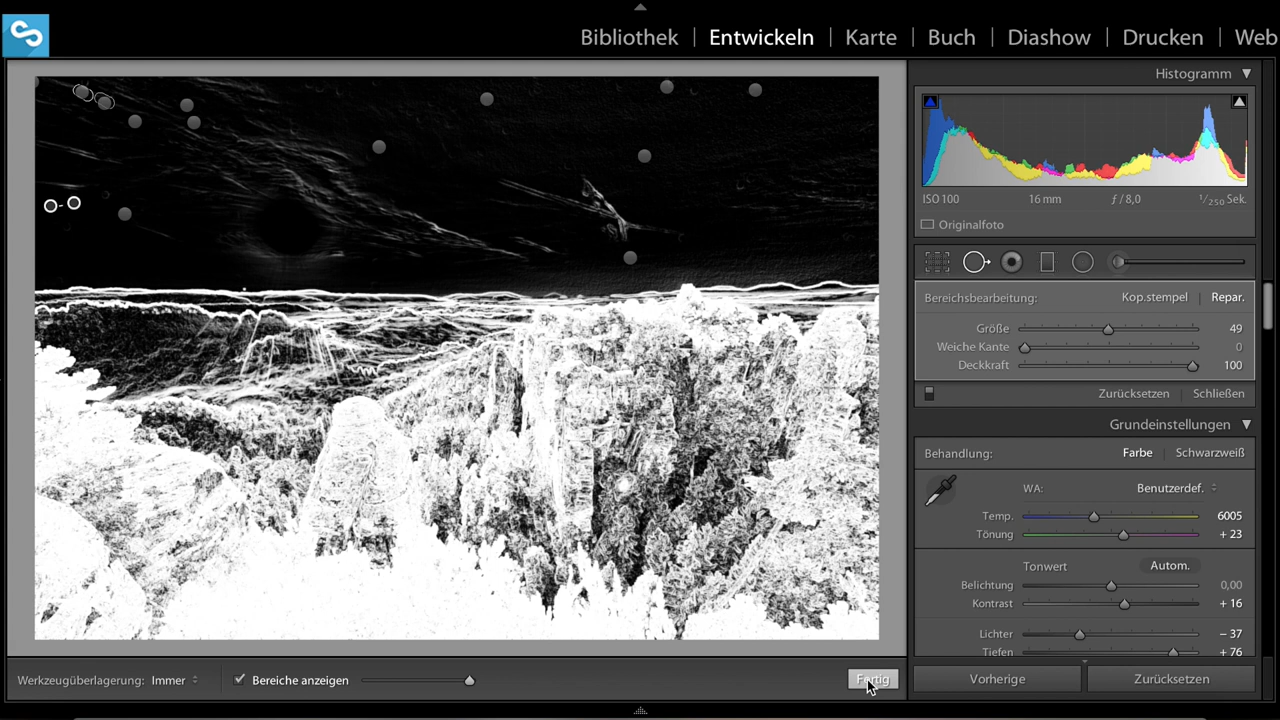 Bibliothek | Entwickeln | Karte | Buch | Diashow | Drucken | Web
Histogramm
ISO 100 16 mm ƒ / 8,0 1/250 Sek.
Originalfoto
Bereichsbearbeitung: Kop.stempel | Repar.
Größe 49
Weiche Kante 0
Deckkraft 100
Zurücksetzen Schließen
Grundeinstellungen
Behandlung: Farbe | Schwarzweiß
WA: Benutzerdef.
Temp. 6005
Tönung + 23
Tonwert Autom.
Belichtung 0,00
Kontrast + 16
Lichter – 37
Tiefen + 76
Werkzeugüberlagerung: Immer Bereiche anzeigen Fertig Vorherige Zurücksetzen